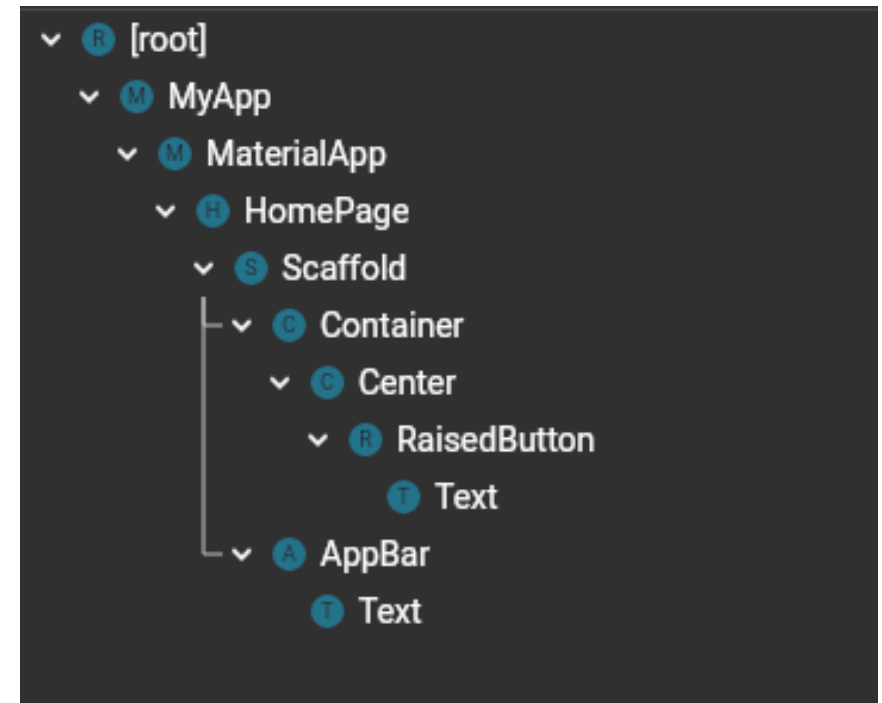 R [root]
M MyApp
M MaterialApp
H HomePage
S Scaffold
C Container
C Center
R RaisedButton
T Text
A AppBar
T Text